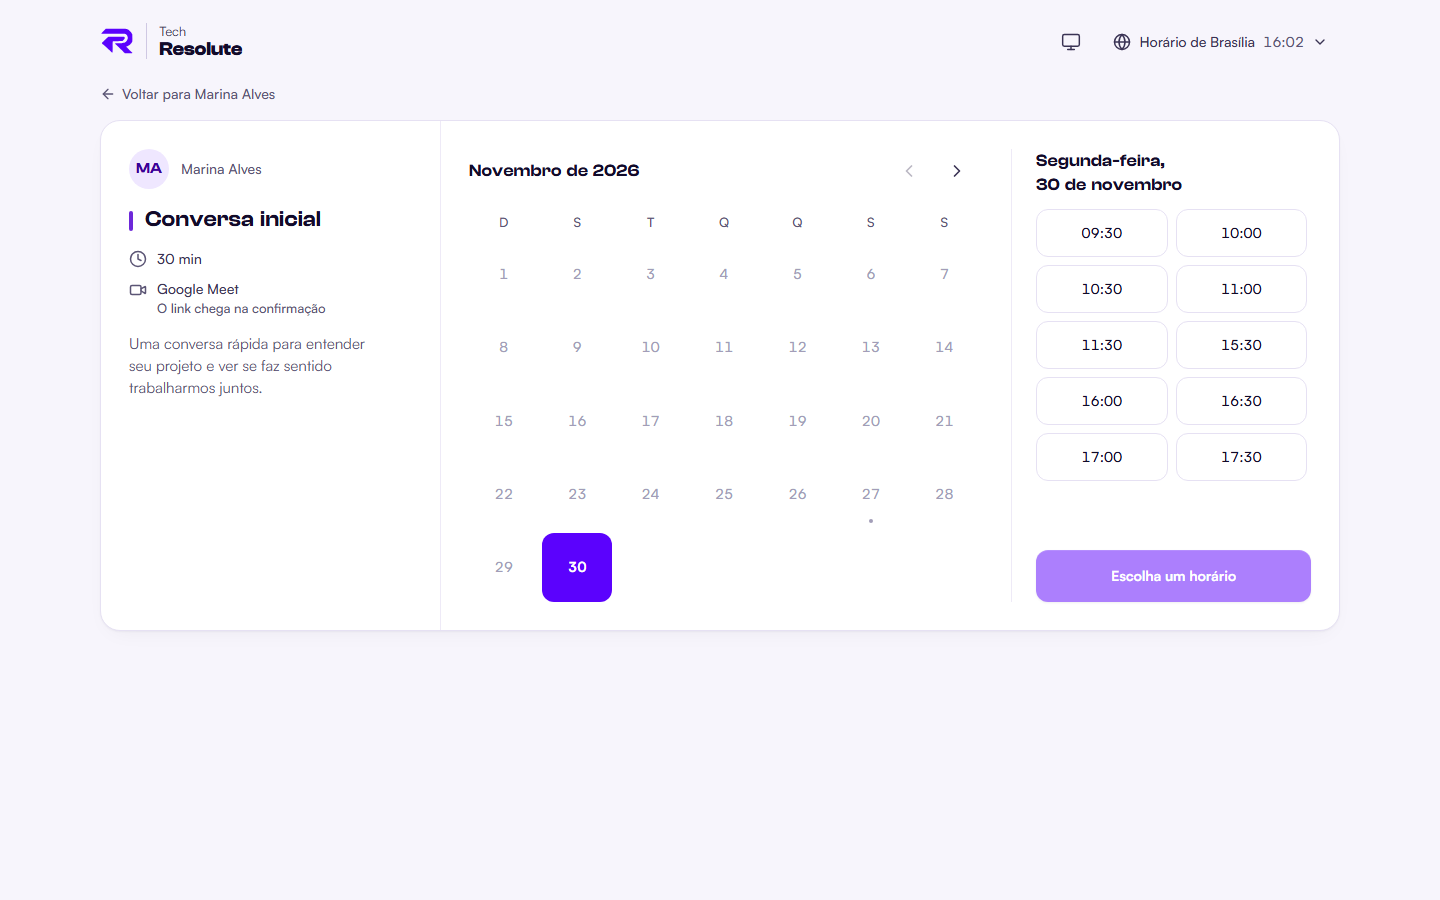 Tech
Resolute
Horário de Brasília 16:02
Voltar para Marina Alves
MA
Marina Alves
Conversa inicial
30 min
Google Meet
O link chega na confirmação
Uma conversa rápida para entender
seu projeto e ver se faz sentido
trabalharmos juntos.
Novembro de 2026
D S T Q Q S S
1 2 3 4 5 6 7
8 9 10 11 12 13 14
15 16 17 18 19 20 21
22 23 24 25 26 27 28
29 30
Segunda-feira,
30 de novembro
09:30 10:00
10:30 11:00
11:30 15:30
16:00 16:30
17:00 17:30
Escolha um horário